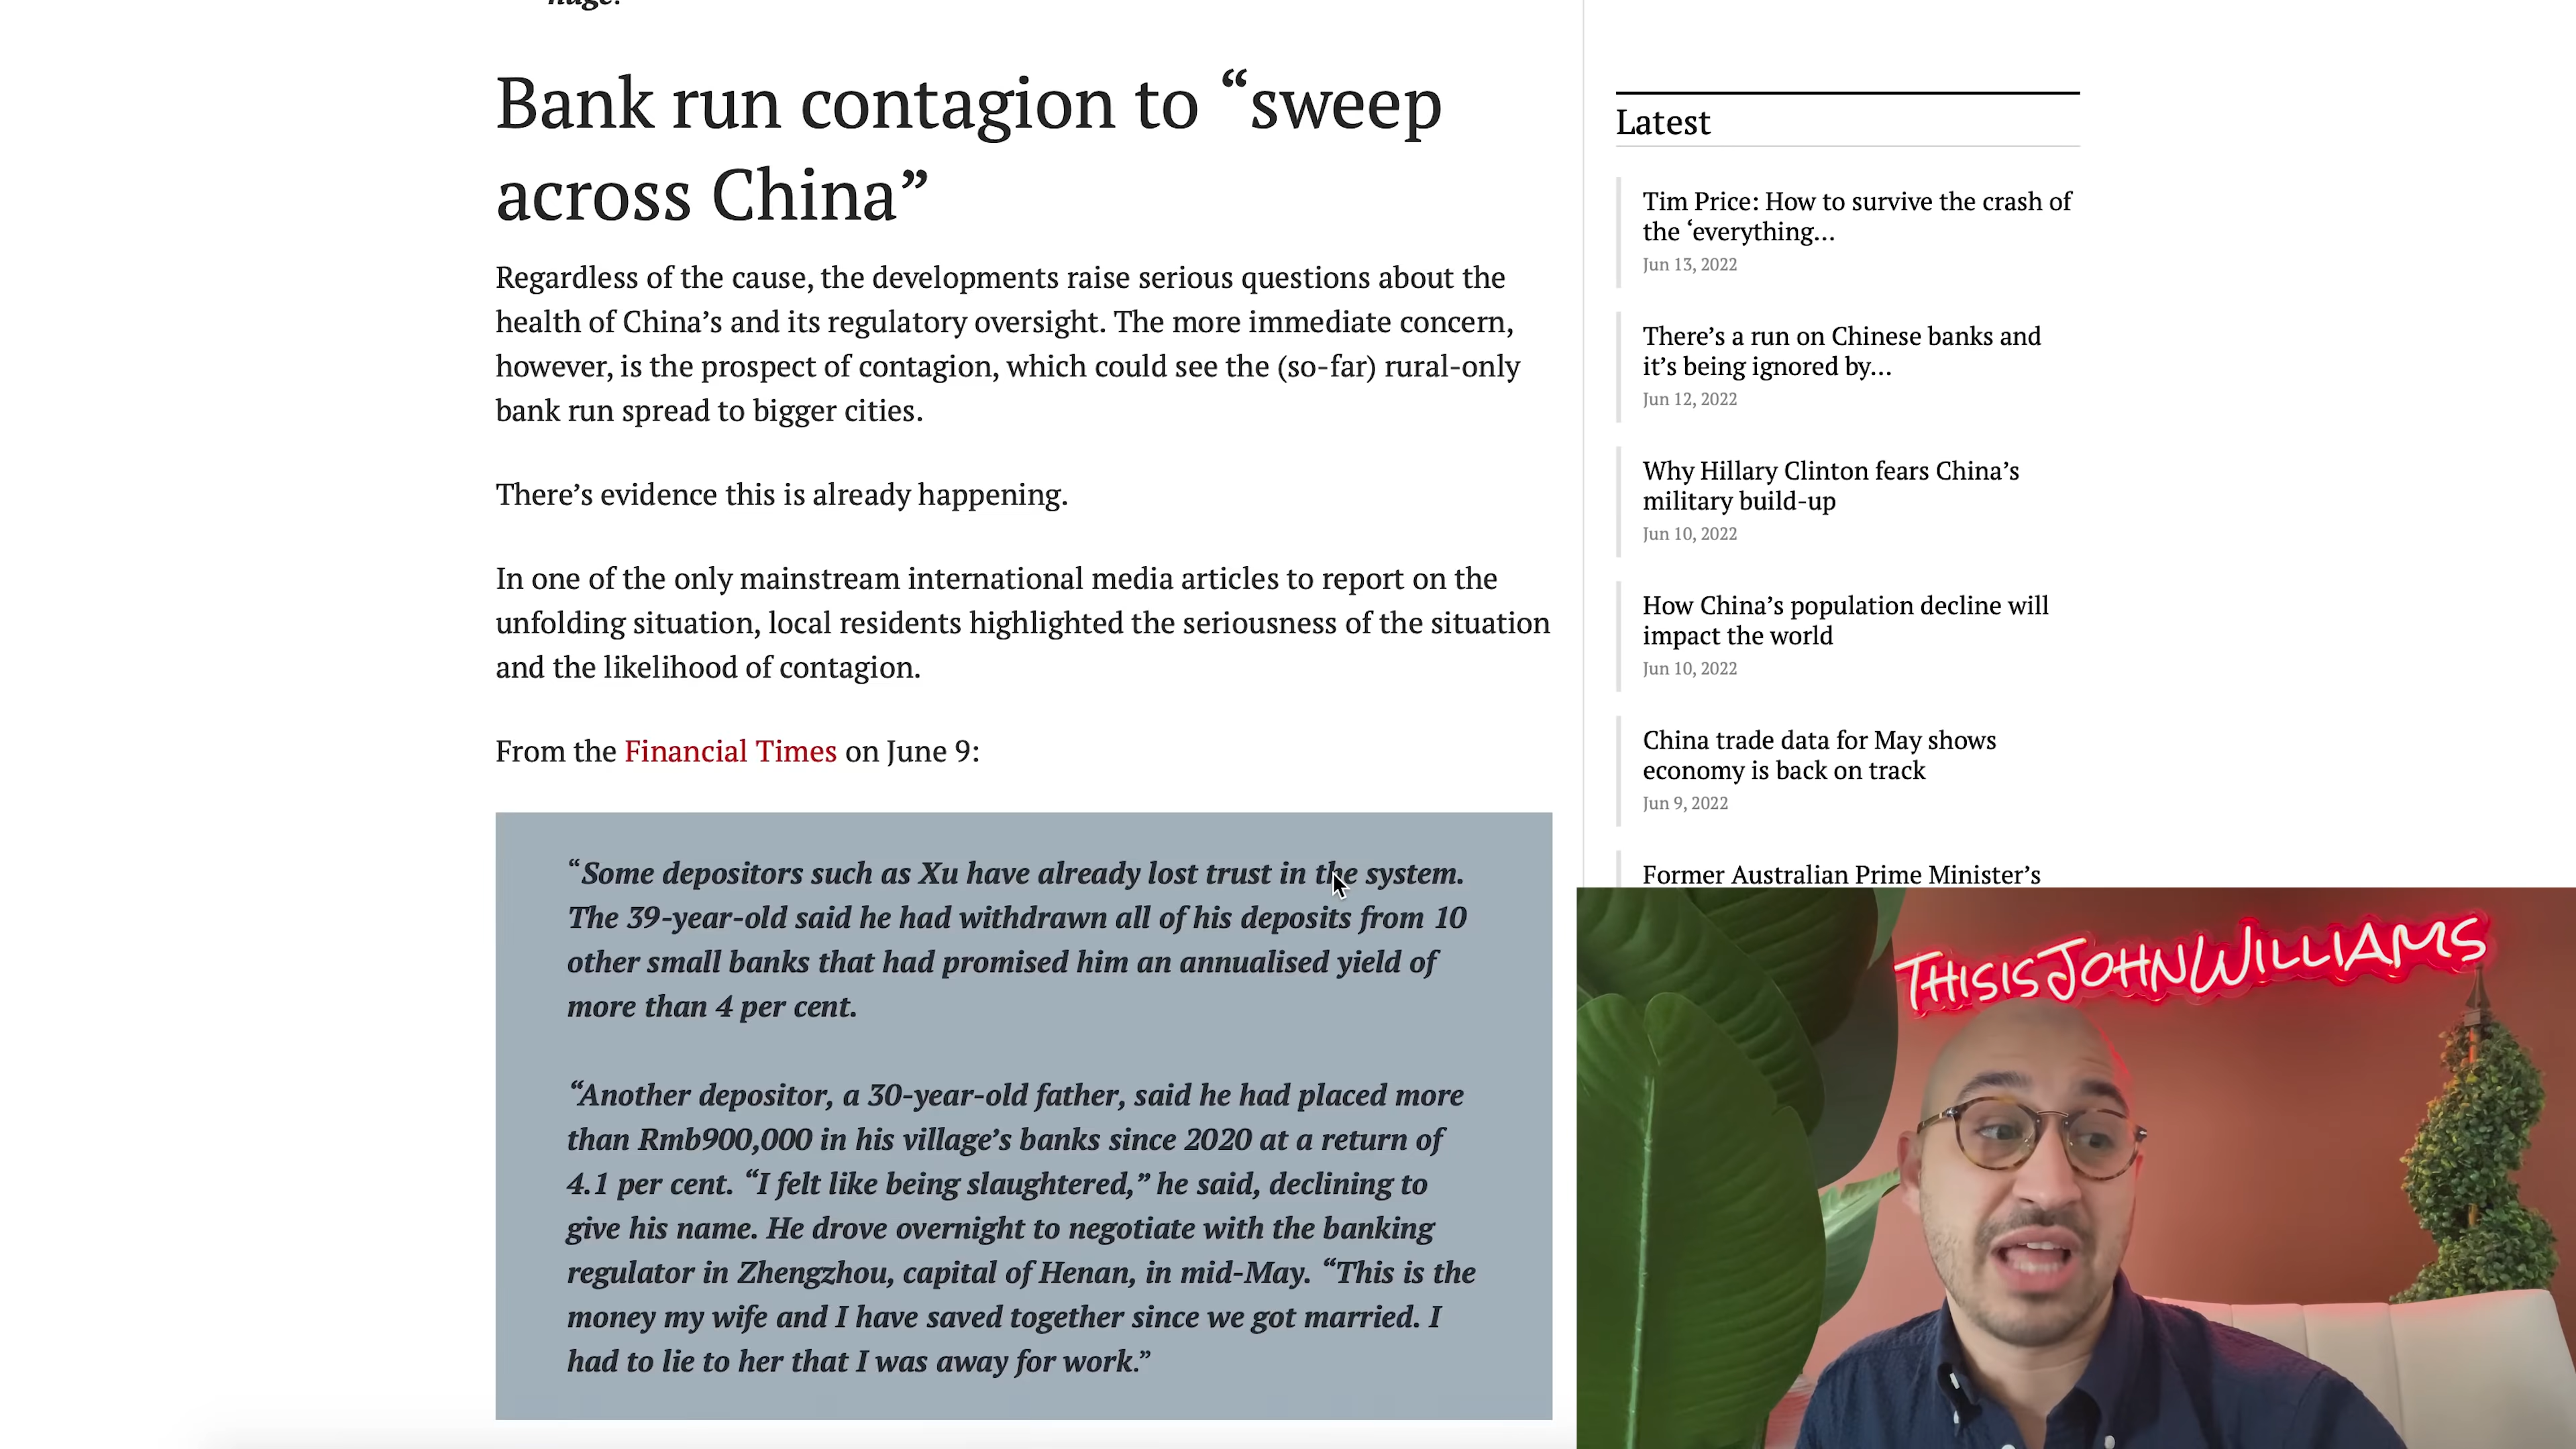 Bank run contagion to “sweep
across China”
Regardless of the cause, the developments raise serious questions about the
health of China’s and its regulatory oversight. The more immediate concern,
however, is the prospect of contagion, which could see the (so-far) rural-only
bank run spread to bigger cities.
There’s evidence this is already happening.
In one of the only mainstream international media articles to report on the
unfolding situation, local residents highlighted the seriousness of the situation
and the likelihood of contagion.
From the Financial Times on June 9:
“Some depositors such as Xu have already lost trust in the system.
The 39-year-old said he had withdrawn all of his deposits from 10
other small banks that had promised him an annualised yield of
more than 4 per cent.
“Another depositor, a 30-year-old father, said he had placed more
than Rmb900,000 in his village’s banks since 2020 at a return of
4.1 per cent. “I felt like being slaughtered,” he said, declining to
give his name. He drove overnight to negotiate with the banking
regulator in Zhengzhou, capital of Henan, in mid-May. “This is the
money my wife and I have saved together since we got married. I
had to lie to her that I was away for work.”
Latest
Tim Price: How to survive the crash of
the ‘everything...
Jun 13, 2022
There’s a run on Chinese banks and
it’s being ignored by...
Jun 12, 2022
Why Hillary Clinton fears China’s
military build-up
Jun 10, 2022
How China’s population decline will
impact the world
Jun 10, 2022
China trade data for May shows
economy is back on track
Jun 9, 2022
Former Australian Prime Minister’s
THISISJOHNWILLIAMS